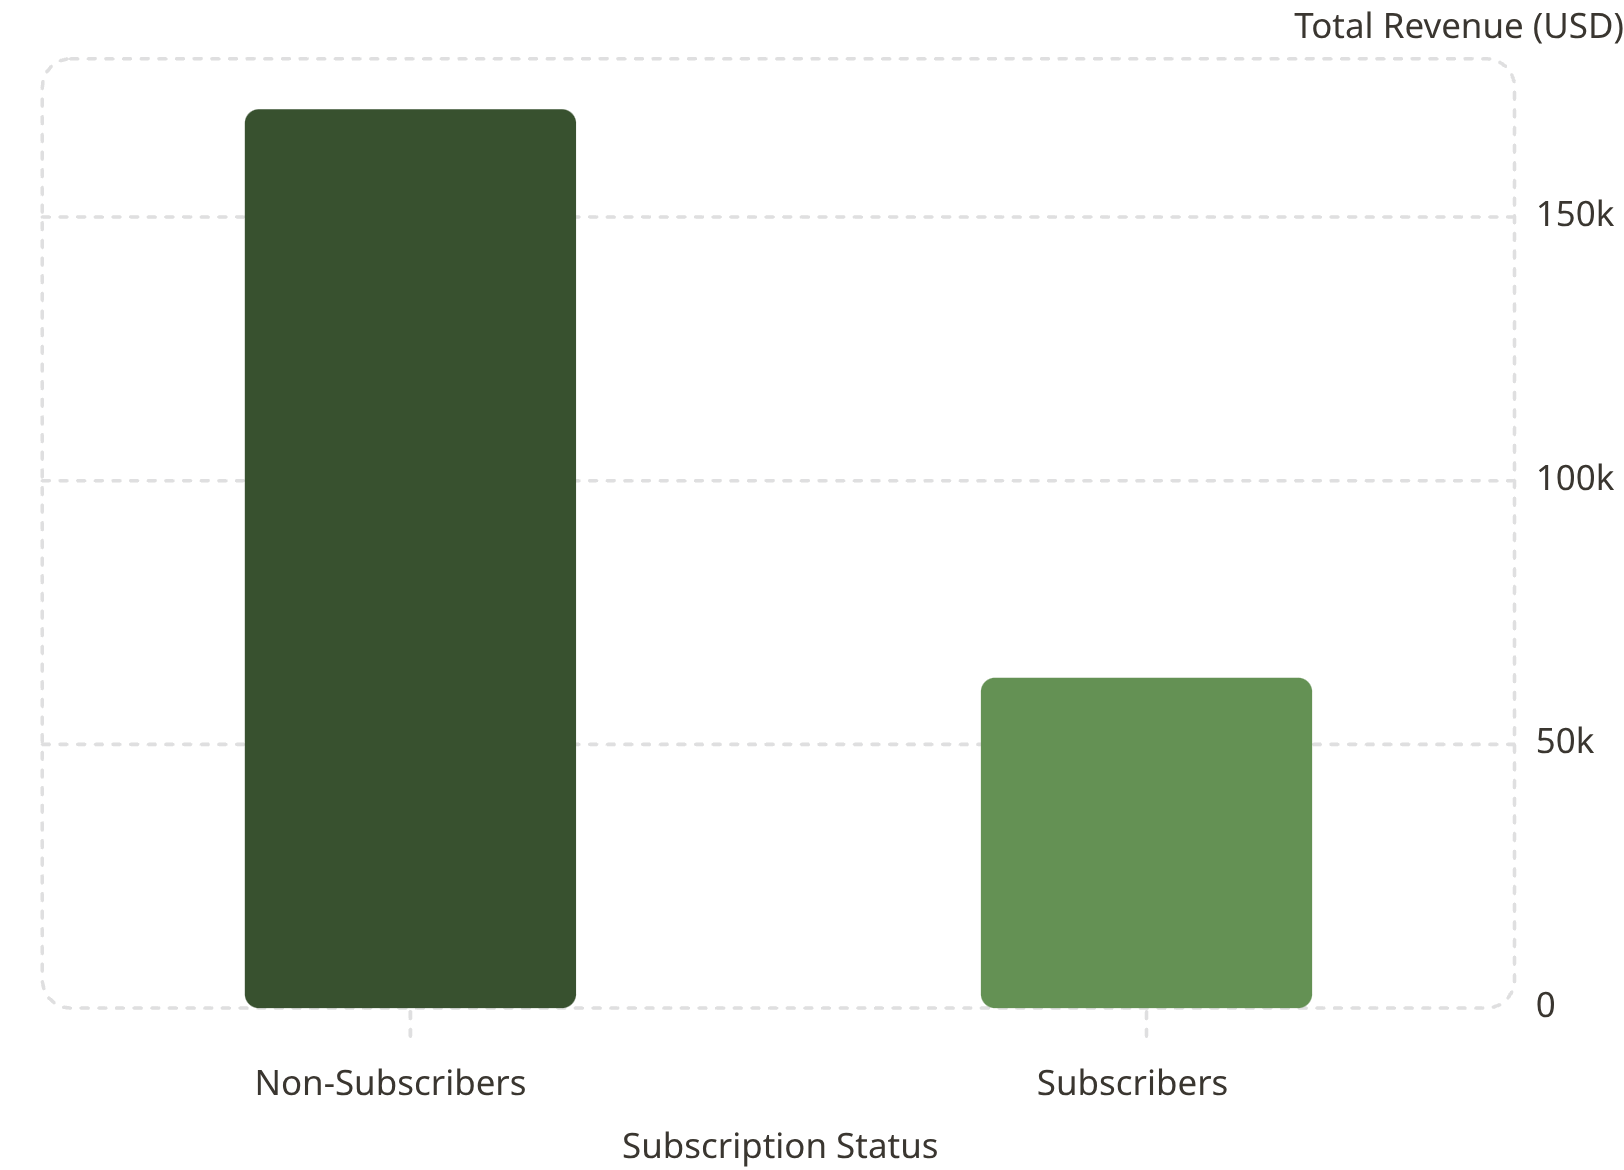 Total Revenue (USD)
150k
100k
50k
0
Non-Subscribers
Subscribers
Subscription Status